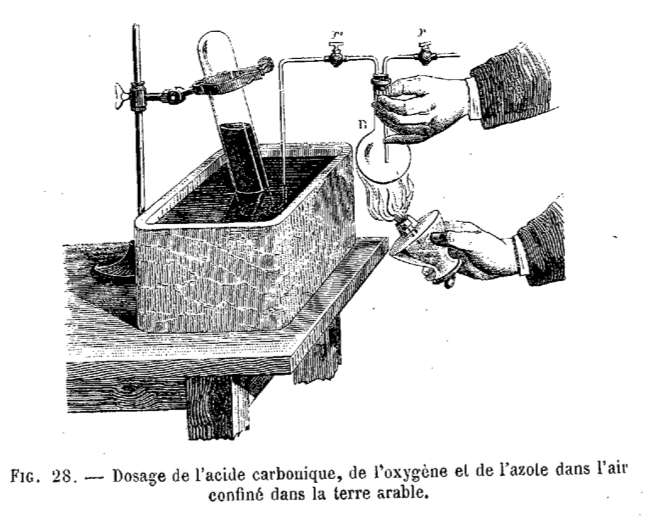 r'
r
B
FIG. 28. — Dosage de l'acide carbonique, de l'oxygène et de l'azote dans l'air
confiné dans la terre arable.